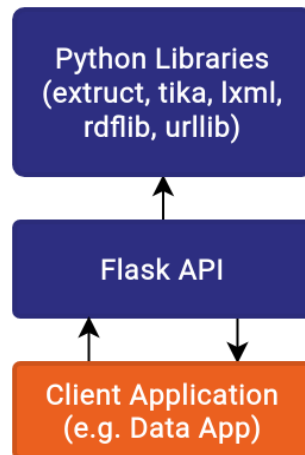 Python Libraries
(extruct, tika, lxml,
rdflib, urllib)
Flask API
Client Application
(e.g. Data App)